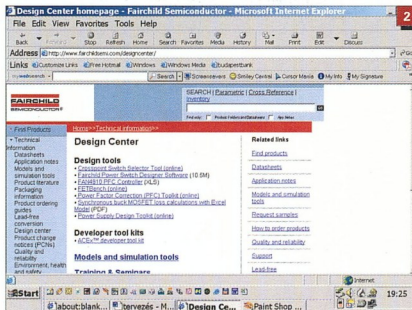 Design Center homepage - Fairchild Semiconductor - Microsoft Internet Explorer
2
File Edit View Favorites Tools Help
Back Stop Refresh Home Search Favorites Media History Mail Print Edit Discuss
Address http://www.fairchildsemi.com/designcenter/
Links Customize Links Free Hotmail Windows Windows Media budapestbank
mywebsearch Search Screensavers Smiley Central Cursor Mania My Info My Signature
SEARCH | Parametric | Cross Reference |
Inventory
FAIRCHILD
SEMICONDUCTOR
Find Products
Home>>Technical information>>
Technical information
Datasheets
Application notes
Models and simulation tools
Product literature
Packaging information
Product ordering guides
Lead-free conversion
Design center
Product change notices (PCNs)
Quality and reliability
Environment, health and safety
Design Center
Design tools
Crosspoint Switch Selector Tool (online)
Fairchild Power Switch Designer Software (10.5M)
FAN4810 PFC Controller (XLS)
FETBench (online)
Power Factor Correction (PFC) Toolkit (online)
Synchronous buck MOSFET loss calculations with Excel
Model (PDF)
Power Supply Design Toolkit (online)
Developer tool kits
ACEx™ developer tool kit
Models and simulation tools
Training & Seminars
Related links
Find products
Datasheets
Application notes
Models and simulation tools
Request samples
How to order products
Quality and reliability
Support
Lead-free
Internet
Start
about:blank...
tervezés - M...
Design Ce...
Paint Shop ...
19:25